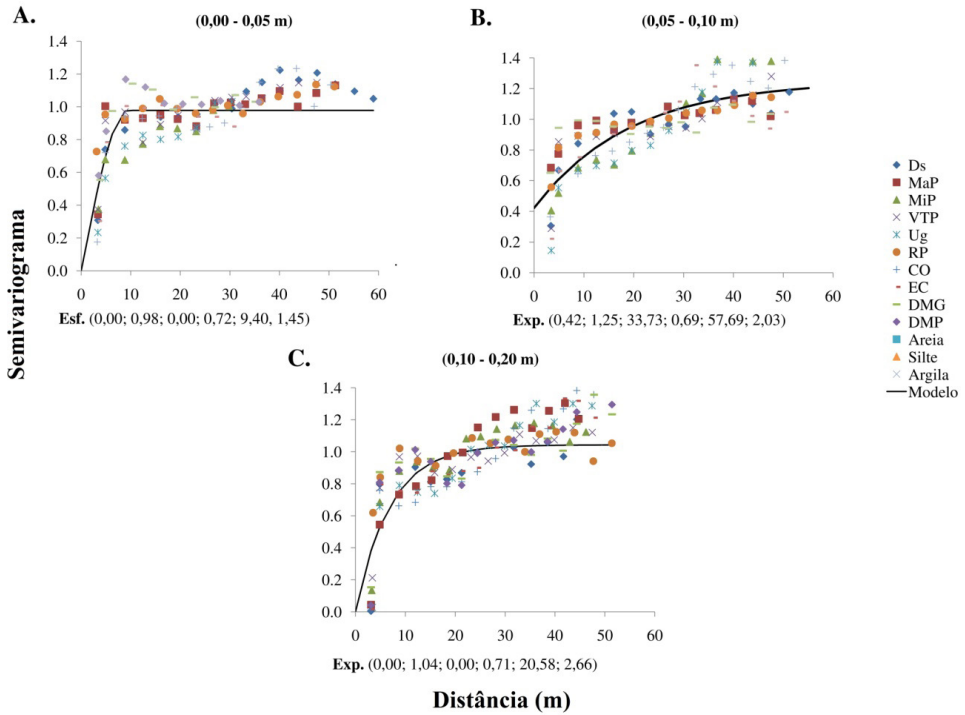 A.
(0,00 - 0,05 m)
1.4
1.2
1.0
0.8
0.6
0.4
0.2
0.0
0
10
20
30
40
50
60
Esf. (0,00; 0,98; 0,00; 0,72; 9,40, 1,45)
B.
(0,05 - 0,10 m)
1.4
1.2
1.0
0.8
0.6
0.4
0.2
0.0
0
10
20
30
40
50
60
Exp. (0,42; 1,25; 33,73; 0,69; 57,69; 2,03)
C.
(0,10 - 0,20 m)
1.4
1.2
1.0
0.8
0.6
0.4
0.2
0.0
0
10
20
30
40
50
60
Exp. (0,00; 1,04; 0,00; 0,71; 20,58; 2,66)
Semivariograma
Distância (m)
Ds
MaP
MiP
VTP
Ug
RP
CO
EC
DMG
DMP
Areia
Silte
Argila
Modelo